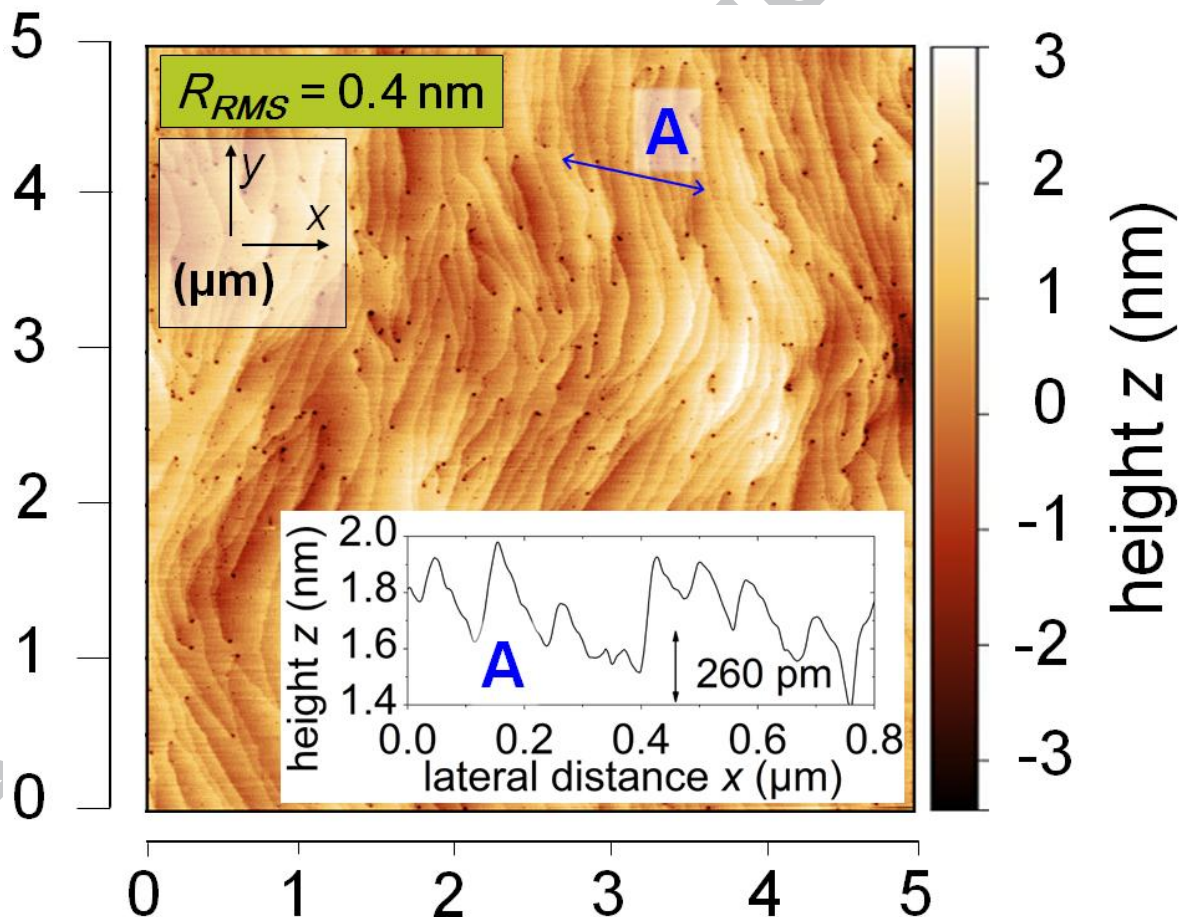 R_RMS = 0.4 nm
y
x
(µm)
A
5
4
3
2
1
0
0 1 2 3 4 5
3
2
1
0
-1
-2
-3
height z (nm)
height z (nm)
2.0
1.8
1.6
1.4
A
260 pm
0.0 0.2 0.4 0.6 0.8
lateral distance x (µm)